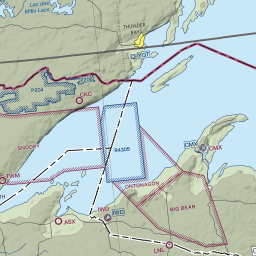 Lac des
Mille Lacs
THUNDER
BAY
YQT
P204
CKC
SNOOPY
R4305
CMX
CMX
TWM
ONTONAGON
BIG BEAR
IWD
IWD
ASX
LNL